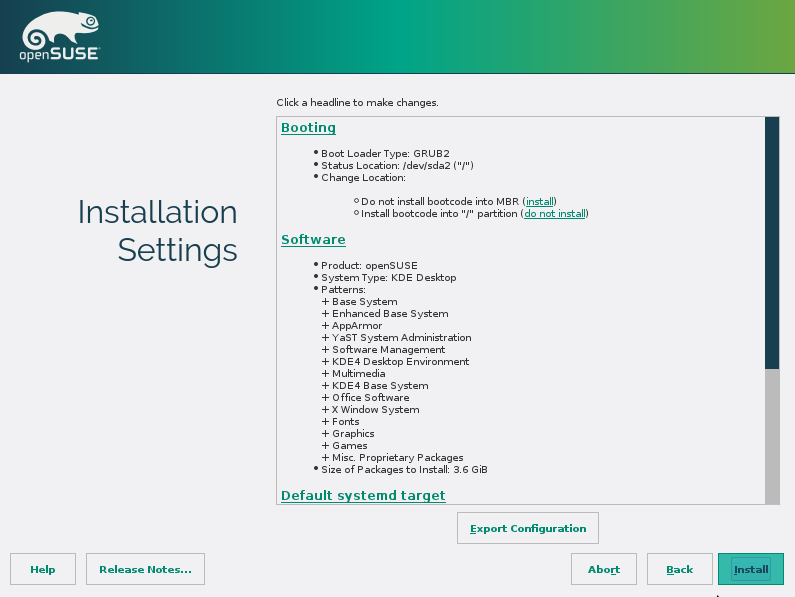 openSUSE
Click a headline to make changes.
Installation
Settings
Booting
Boot Loader Type: GRUB2
Status Location: /dev/sda2 ("/")
Change Location:
Do not install bootcode into MBR (install)
Install bootcode into "/" partition (do not install)
Software
Product: openSUSE
System Type: KDE Desktop
Patterns:
+ Base System
+ Enhanced Base System
+ AppArmor
+ YaST System Administration
+ Software Management
+ KDE4 Desktop Environment
+ Multimedia
+ KDE4 Base System
+ Office Software
+ X Window System
+ Fonts
+ Graphics
+ Games
+ Misc. Proprietary Packages
Size of Packages to Install: 3.6 GiB
Default systemd target
Export Configuration
Help Release Notes... Abort Back Install